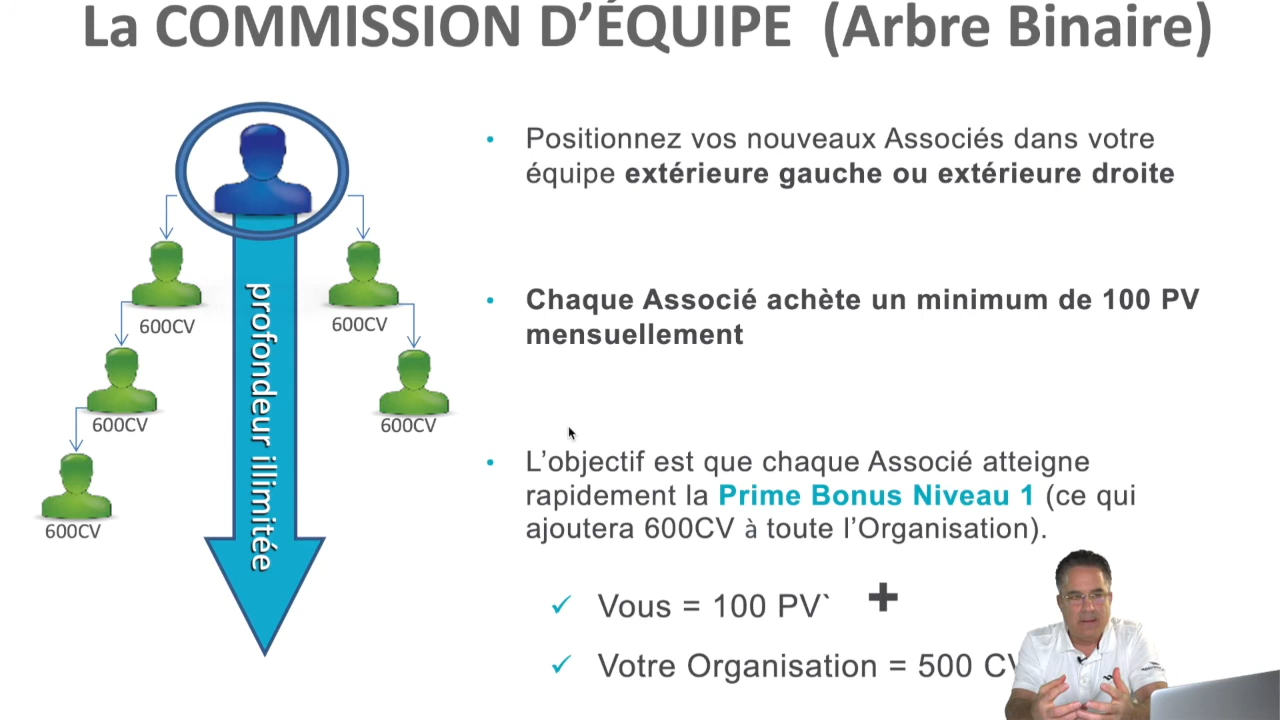 La COMMISSION D'ÉQUIPE (Arbre Binaire)
• Positionnez vos nouveaux Associés dans votre
équipe extérieure gauche ou extérieure droite
• Chaque Associé achète un minimum de 100 PV
mensuellement
• L'objectif est que chaque Associé atteigne
rapidement la Prime Bonus Niveau 1 (ce qui
ajoutera 600CV à toute l'Organisation).
✓ Vous = 100 PV` +
✓ Votre Organisation = 500 CV
profondeur illimitée
600CV
600CV
600CV
600CV
600CV